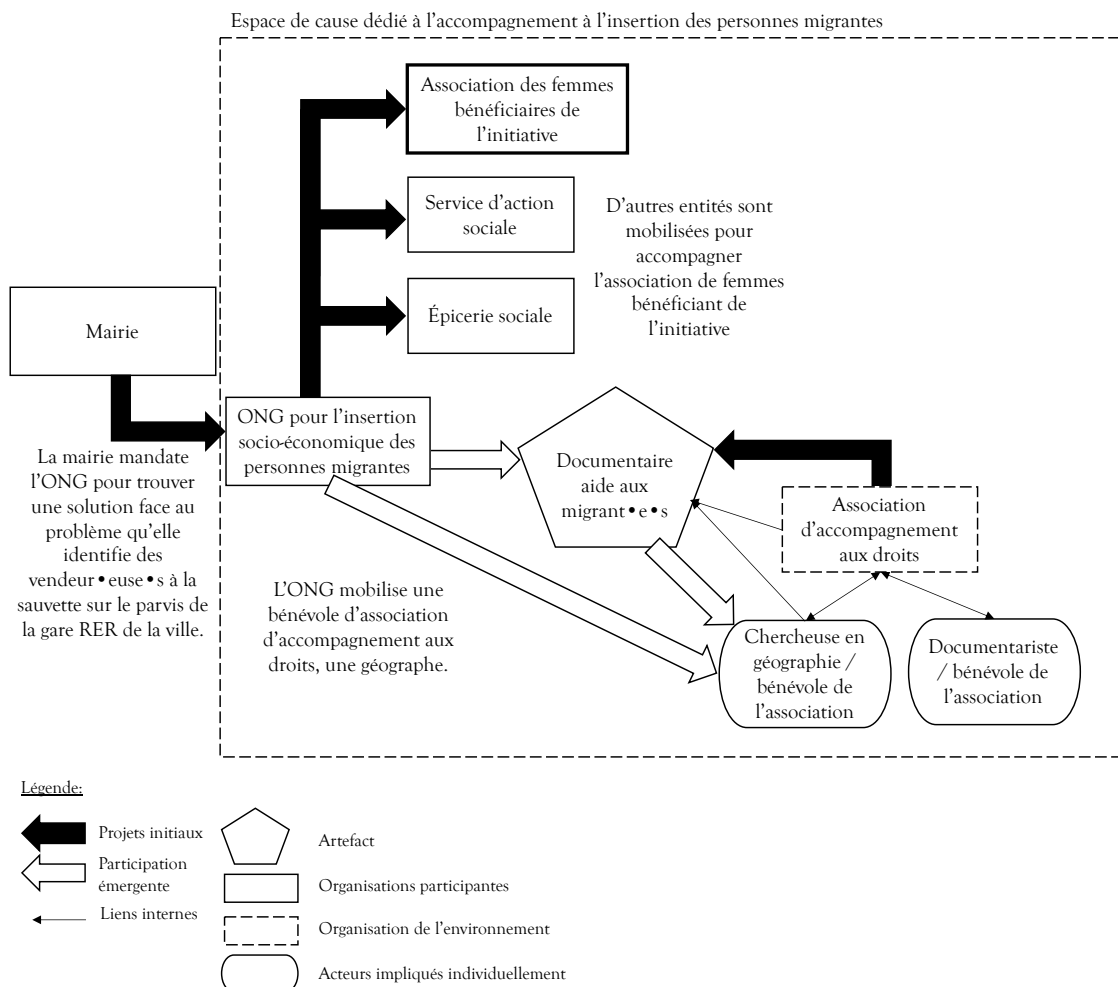 Espace de cause dédié à l'accompagnement à l'insertion des personnes migrantes
Association des femmes
bénéficiaires de
l'initiative
Service d'action
sociale
D'autres entités sont
mobilisées pour
accompagner
l'association de femmes
bénéficiant de
l'initiative
Épicerie sociale
Mairie
ONG pour l'insertion
socio-économique des
personnes migrantes
La mairie mandate
l'ONG pour trouver
une solution face au
problème qu'elle
identifie des
vendeur•euse•s à la
sauvette sur le parvis de
la gare RER de la ville.
Documentaire
aide aux
migrant•e•s
Association
d'accompagnement
aux droits
L'ONG mobilise une
bénévole d'association
d'accompagnement aux
droits, une géographe.
Chercheuse en
géographie /
bénévole de
l'association
Documentariste
/ bénévole de
l'association
Légende:
Projets initiaux
Participation
émergente
Liens internes
Artefact
Organisations participantes
Organisation de l'environnement
Acteurs impliqués individuellement